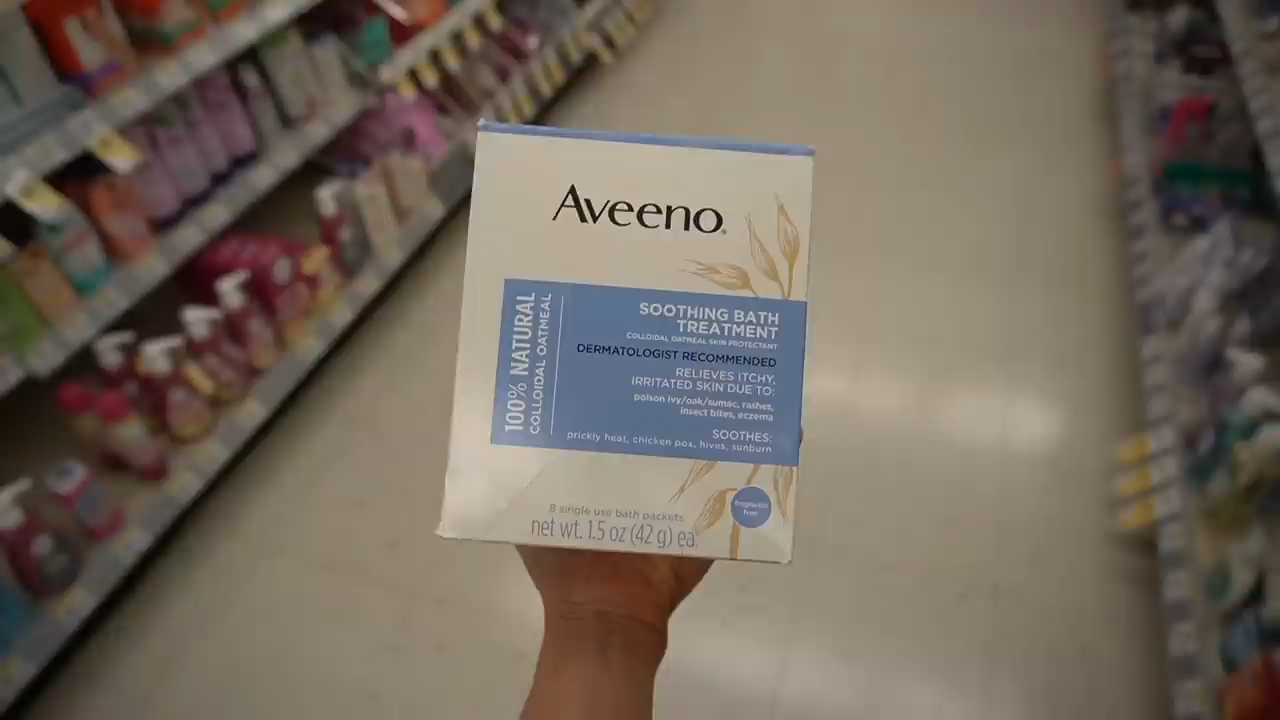 Aveeno®
100% NATURAL
COLLOIDAL OATMEAL
SOOTHING BATH
TREATMENT
COLLOIDAL OATMEAL SKIN PROTECTANT
DERMATOLOGIST RECOMMENDED
RELIEVES ITCHY,
IRRITATED SKIN DUE TO:
poison ivy/oak/sumac, rashes,
insect bites, eczema
SOOTHES:
prickly heat, chicken pox, hives, sunburn
8 single use bath packets
net wt. 1.5 oz (42 g) ea.
fragrance
free